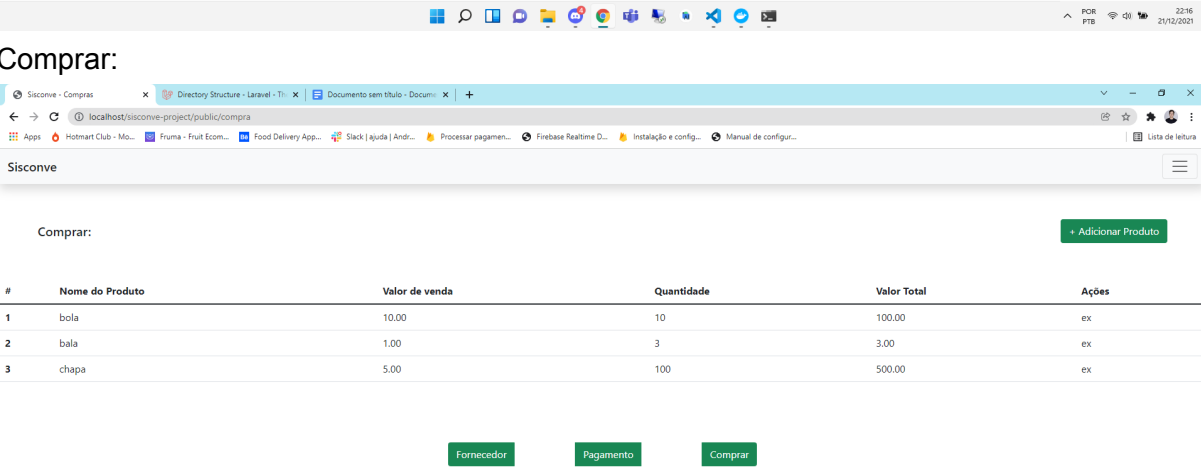 POR
PTB
22:16
21/12/2021
Comprar:
Sisconve - Compras
Directory Structure - Laravel - Th
Documento sem título - Docume
localhost/sisconve-project/public/compra
Apps Hotmart Club - Mo... Fruma - Fruit Ecom... Bē Food Delivery App... Slack | ajuda | Andr... Processar pagamen... Firebase Realtime D... Instalação e config... Manual de configur... Lista de leitura
Sisconve
Comprar: + Adicionar Produto
# Nome do Produto Valor de venda Quantidade Valor Total Ações
1 bola 10.00 10 100.00 ex
2 bala 1.00 3 3.00 ex
3 chapa 5.00 100 500.00 ex
Fornecedor Pagamento Comprar